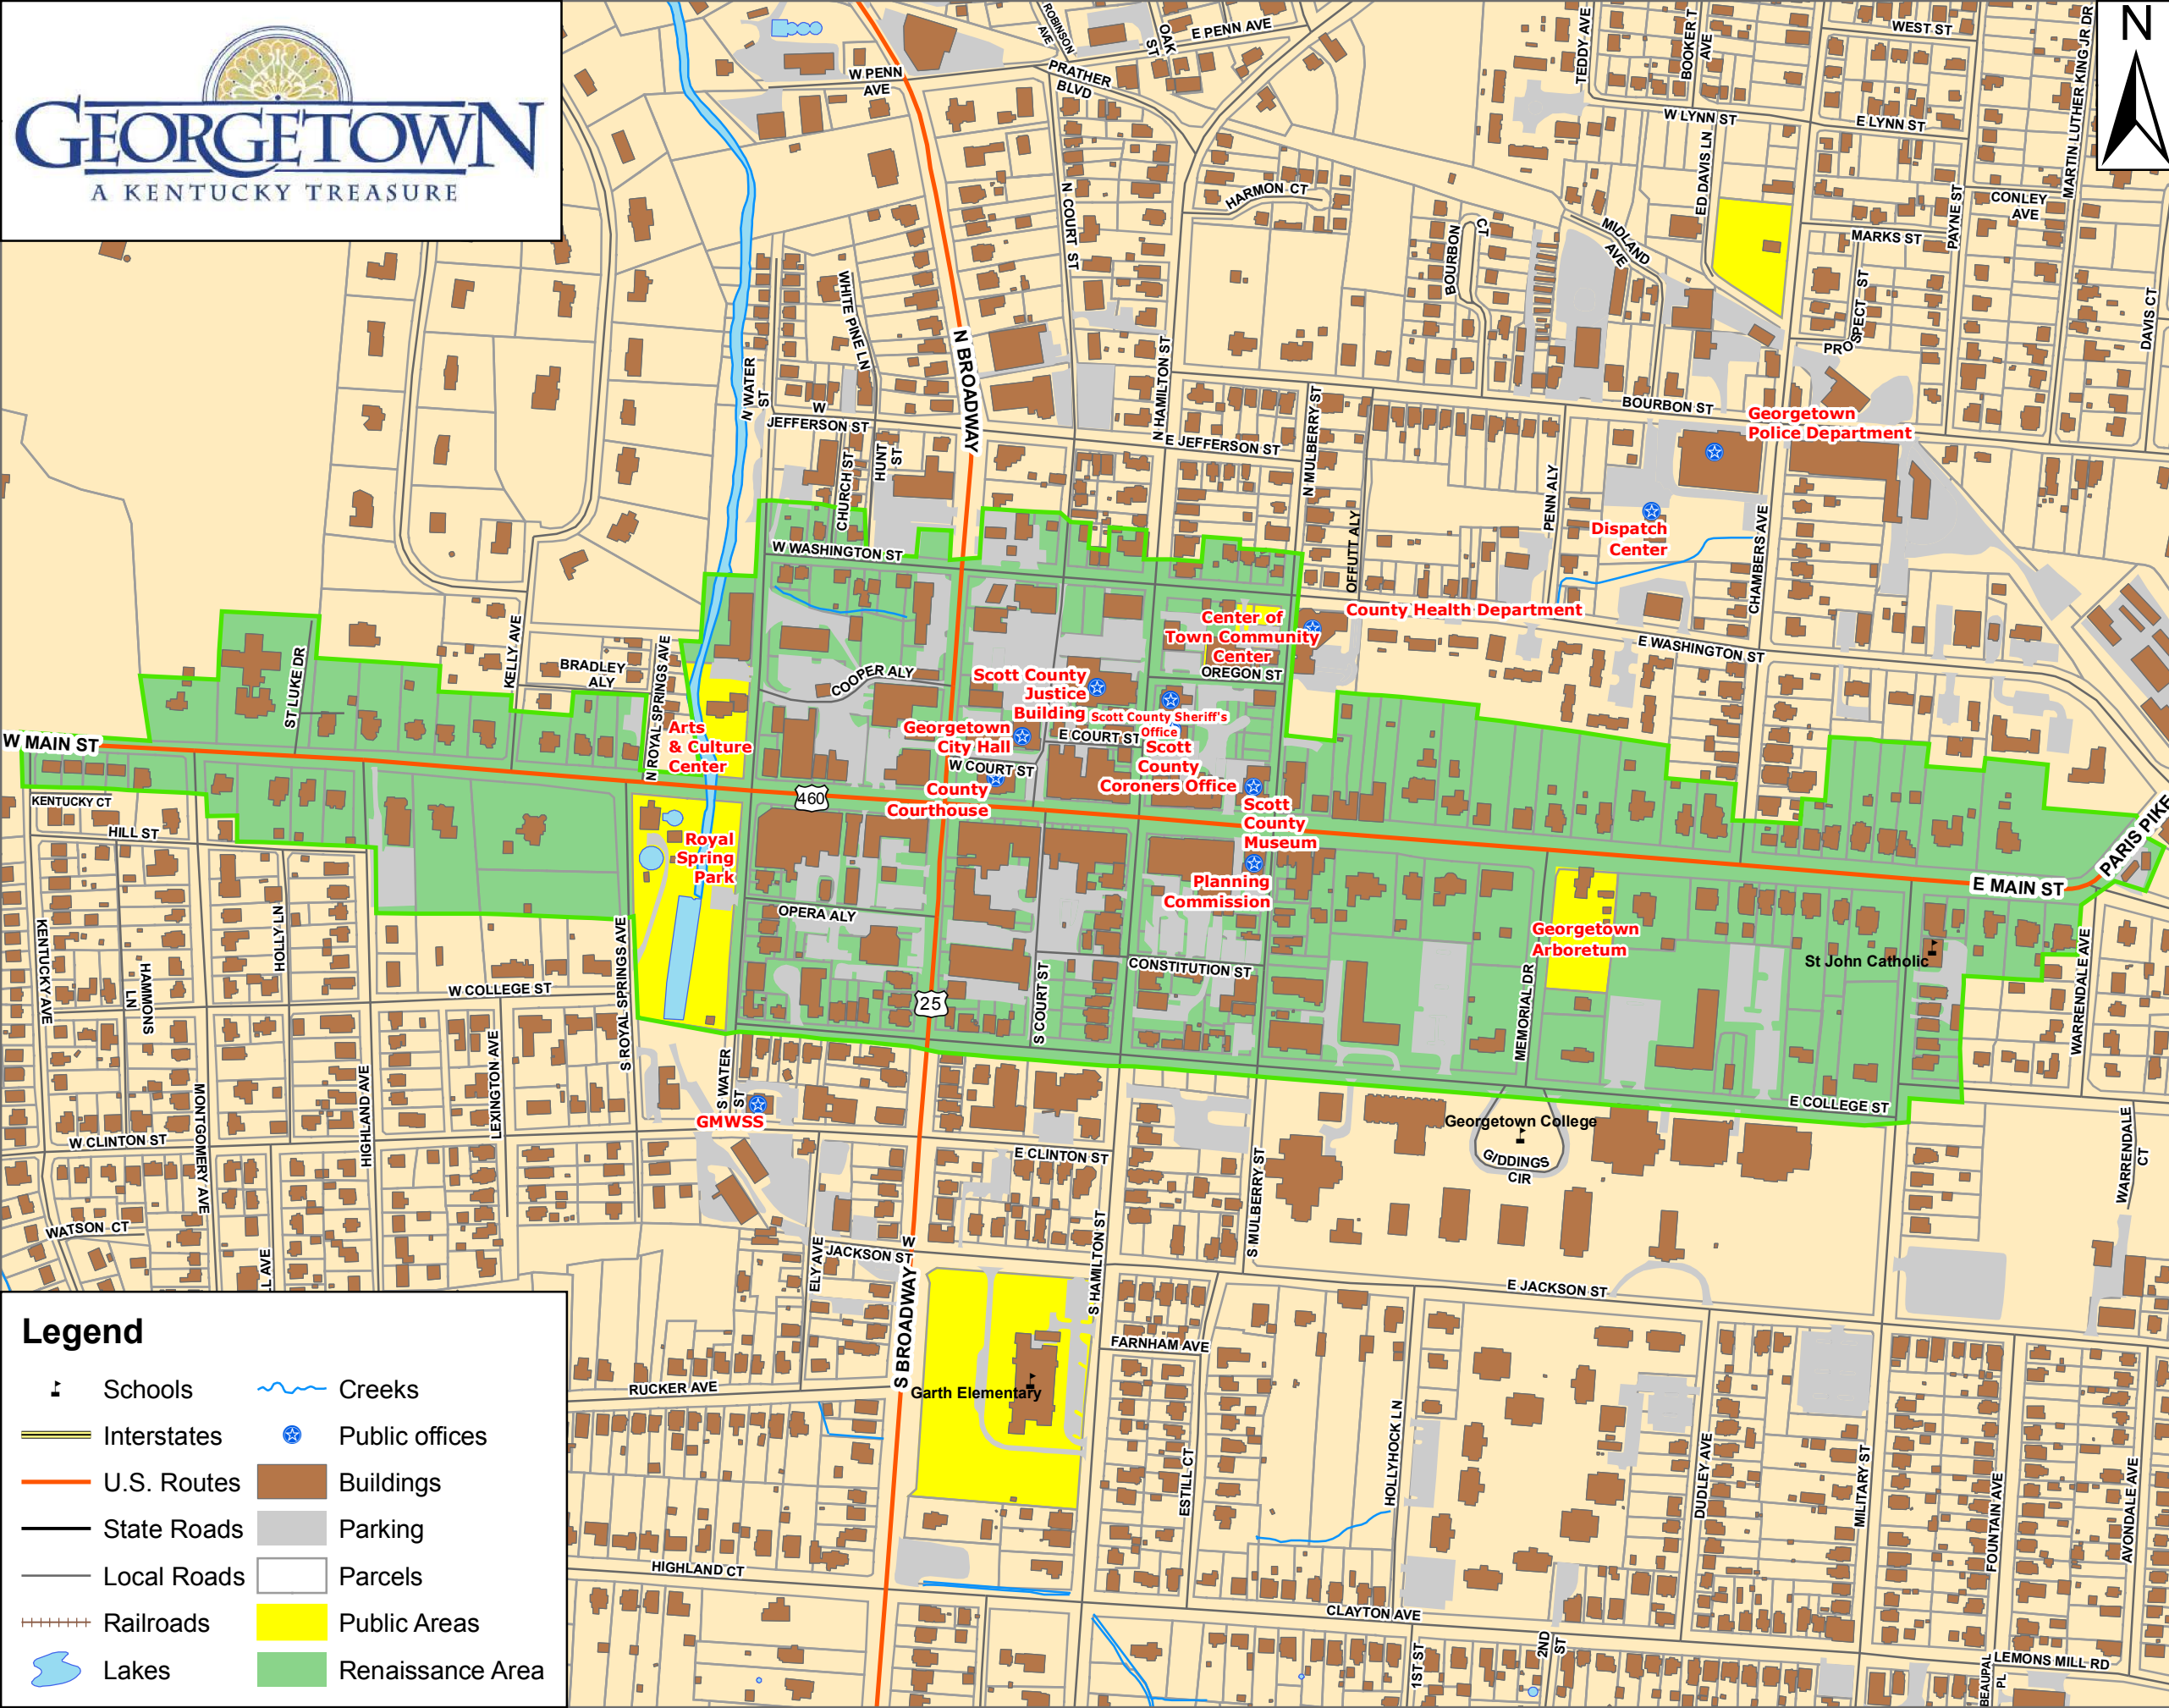 GEORGETOWN
A KENTUCKY TREASURE
N
ROBINSON
AVE
OAK
ST
E PENN AVE
W PENN
AVE
PRATHER
BLVD
TEDDY AVE
BOOKER T
AVE
WEST ST
MARTIN LUTHER KING JR DR
W LYNN ST
E LYNN ST
ED DAVIS LN
HARMON CT
N COURT ST
BOURBON
CT
MIDLAND
AVE
PAYNE ST
CONLEY
AVE
MARKS ST
PROSPECT ST
DAVIS CT
WHITE PINE LN
N BROADWAY
N WATER
ST
N HAMILTON ST
W
JEFFERSON ST
E JEFFERSON ST
N MULBERRY ST
BOURBON ST
Georgetown
Police Department
CHURCH ST
HUNT
ST
PENN ALY
OFFUTT ALY
Dispatch
Center
CHAMBERS AVE
W WASHINGTON ST
County Health Department
Center of
Town Community
Center
OREGON ST
E WASHINGTON ST
KELLY AVE
BRADLEY
ALY
N ROYAL SPRINGS AVE
ST LUKE DR
COOPER ALY
Scott County
Justice
Building
Scott County Sheriff's
Office
Georgetown
City Hall
E COURT ST
W COURT ST
Scott
County
Coroners Office
Arts
& Culture
Center
W MAIN ST
460
County
Courthouse
Scott
County
Museum
KENTUCKY CT
HILL ST
Royal
Spring
Park
Planning
Commission
PARIS PIKE
E MAIN ST
OPERA ALY
Georgetown
Arboretum
St John Catholic
CONSTITUTION ST
KENTUCKY AVE
HAMMONS
LN
HOLLY LN
W COLLEGE ST
S ROYAL SPRINGS AVE
25
S COURT ST
MEMORIAL DR
WARRENDALE AVE
MONTGOMERY AVE
HIGHLAND AVE
LEXINGTON AVE
S WATER
ST
GMWSS
E COLLEGE ST
Georgetown College
GIDDINGS
CIR
WARRENDALE
CT
W CLINTON ST
E CLINTON ST
WATSON CT
S MULBERRY ST
S HAMILTON ST
ELY AVE
W
JACKSON ST
L AVE
E JACKSON ST
S BROADWAY
FARNHAM AVE
RUCKER AVE
Garth Elementary
ESTILL CT
HOLLYHOCK LN
DUDLEY AVE
MILITARY ST
FOUNTAIN AVE
AVONDALE AVE
HIGHLAND CT
CLAYTON AVE
1ST ST
2ND
ST
BEAUPAL
PL
LEMONS MILL RD
Legend
Schools
Interstates
U.S. Routes
State Roads
Local Roads
Railroads
Lakes
Creeks
Public offices
Buildings
Parking
Parcels
Public Areas
Renaissance Area